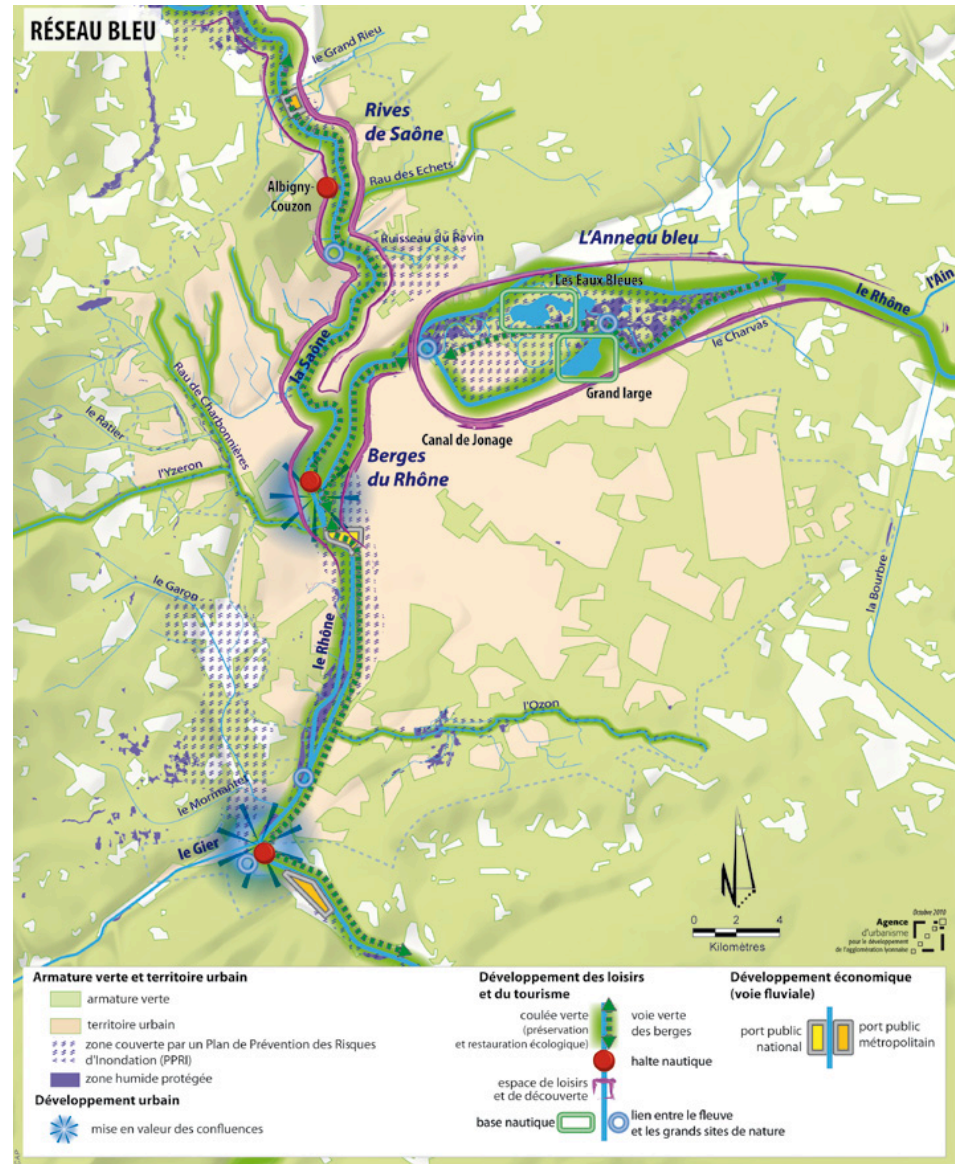 RÉSEAU BLEU
le Grand Rieu
Rives
de Saône
Albigny-
Couzon
Rau des Echets
Ruisseau du Ravin
L'Anneau bleu
Les Eaux Bleues
l'Ain
le Rhône
la Saône
le Charvas
Rau de Charbonnières
Grand large
le Ratier
Canal de Jonage
Berges
du Rhône
l'Yzeron
le Garon
la Bourbre
le Rhône
l'Ozon
le Mornantet
le Gier
N
0 2 4
Kilomètres
Octobre 2010
Agence
d'urbanisme
pour le développement
de l'agglomération lyonnaise
Armature verte et territoire urbain
armature verte
territoire urbain
zone couverte par un Plan de Prévention des Risques
d'Inondation (PPRI)
zone humide protégée
Développement urbain
mise en valeur des confluences
Développement des loisirs
et du tourisme
coulée verte
(préservation
et restauration écologique)
voie verte
des berges
halte nautique
espace de loisirs
et de découverte
base nautique
lien entre le fleuve
et les grands sites de nature
Développement économique
(voie fluviale)
port public
national
port public
métropolitain